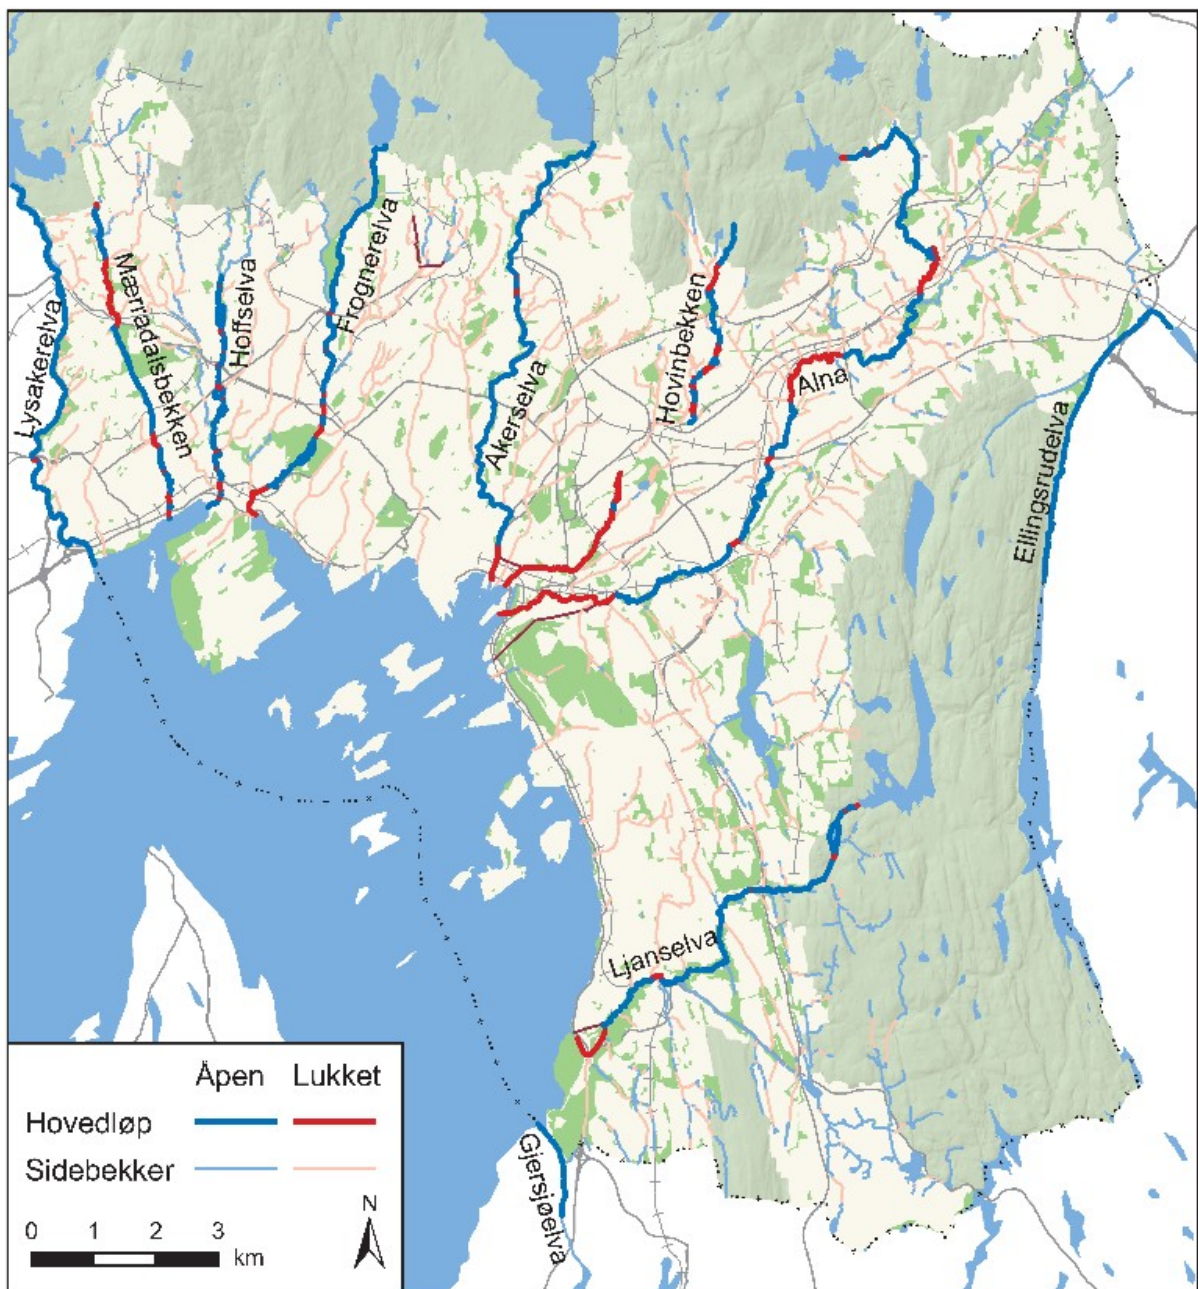 Lysakerelva
Mærradalsbekken
Hoffselva
Frognerelva
Akerselva
Hovinbekken
Alna
Ellingsrudelva
Ljanselva
Gjersjøelva
Åpen Lukket
Hovedløp
Sidebekker
N
0 1 2 3
km